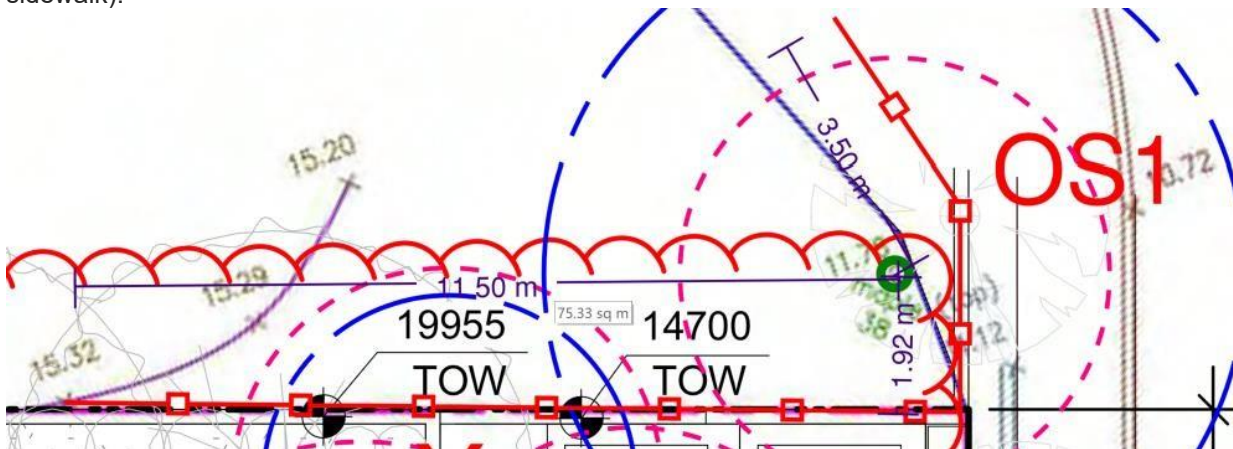 sidewalk).
3.50 m
OS1
10.72
15.20
11.50 m
15.29
75.33 sq m
19955
TOW
14700
TOW
38
1.92 m
15.32